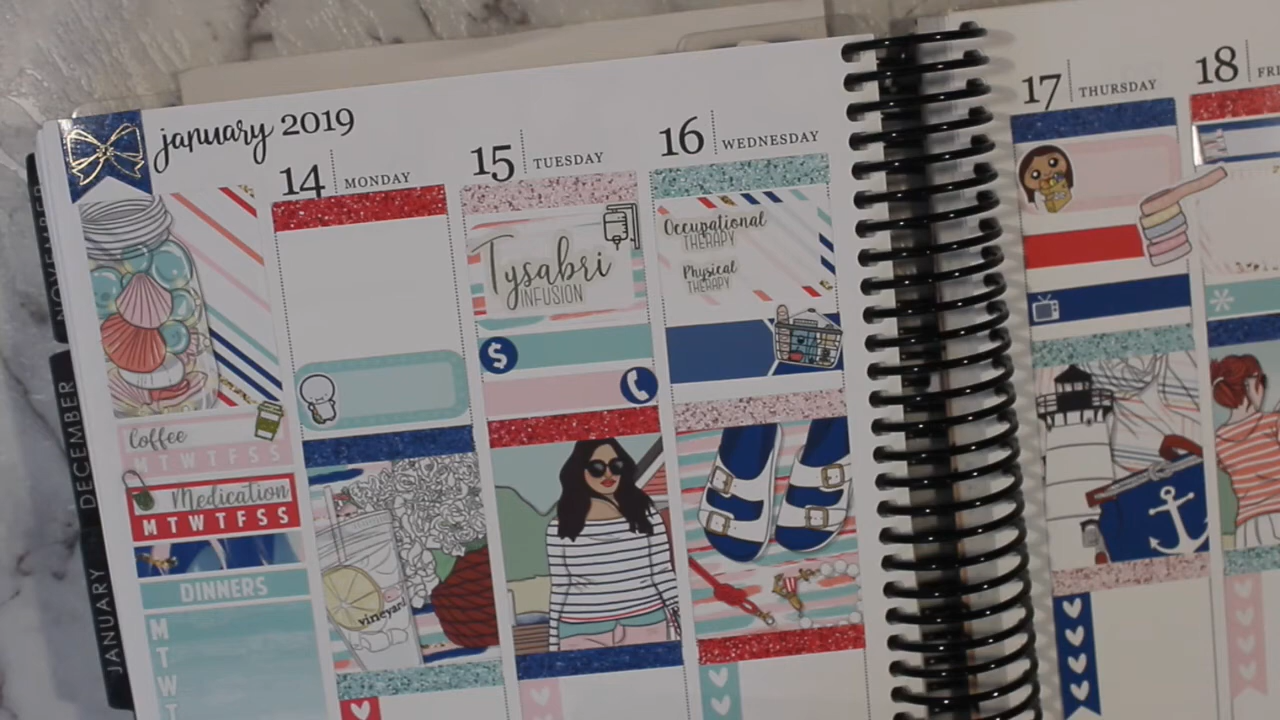 january 2019
14 MONDAY
15 TUESDAY
16 WEDNESDAY
17 THURSDAY
18 FRI
Tysabri
INFUSION
Occupational
THERAPY
Physical
THERAPY
$
Coffee
M T W T F S S
Medication
M T W T F S S
DINNERS
M
T
W
T
vineyard
NOVEMBER
DECEMBER
JANUARY